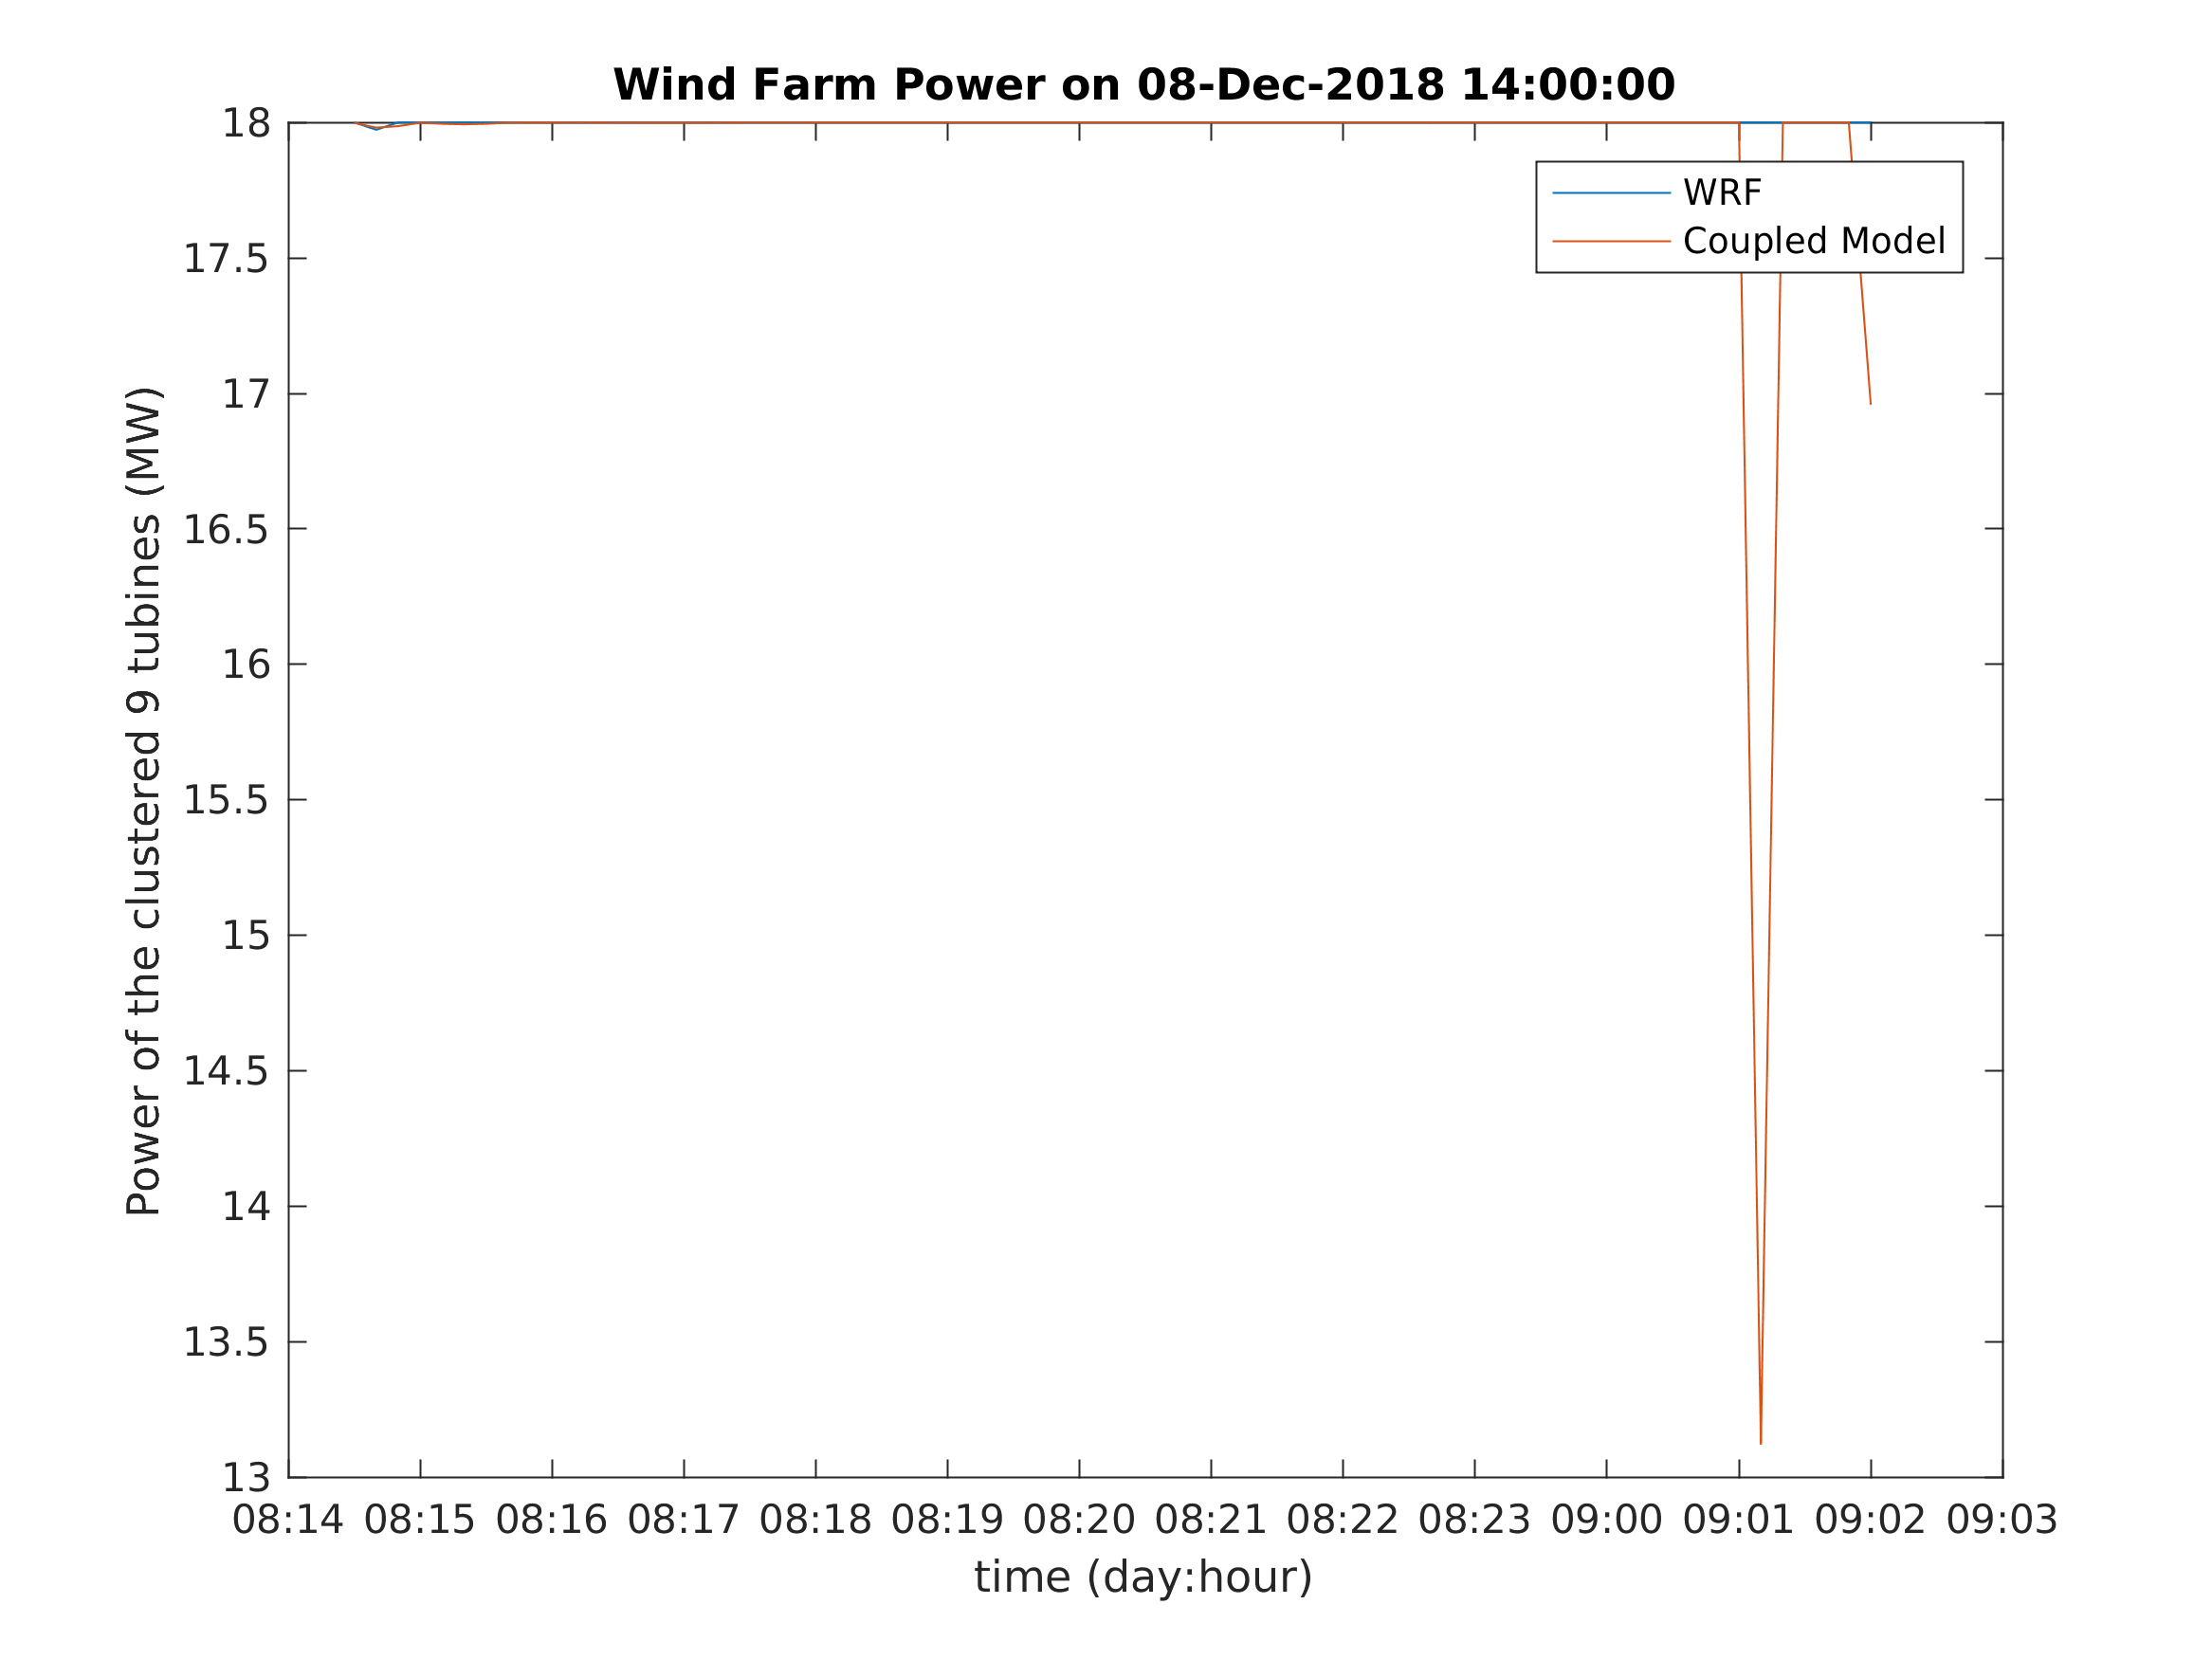 Wind Farm Power on 08-Dec-2018 14:00:00
18
17.5
17
16.5
16
15.5
15
14.5
14
13.5
13
Power of the clustered 9 tubines (MW)
WRF
Coupled Model
08:14 08:15 08:16 08:17 08:18 08:19 08:20 08:21 08:22 08:23 09:00 09:01 09:02 09:03
time (day:hour)